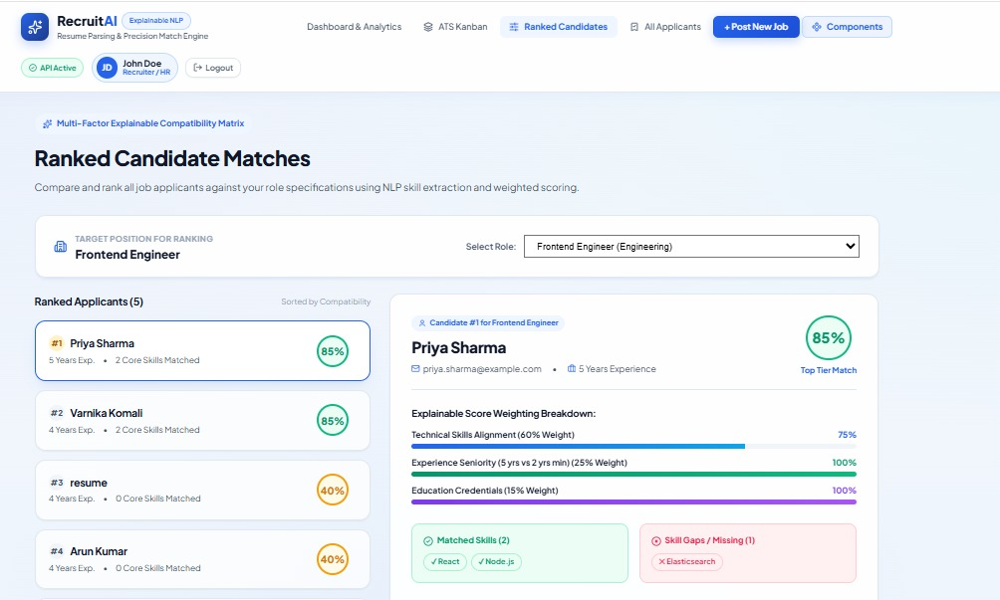 RecruitAI Explainable NLP
Resume Parsing & Precision Match Engine
Dashboard & Analytics ATS Kanban Ranked Candidates All Applicants + Post New Job Components
API Active JD John Doe Recruiter / HR Logout
Multi-Factor Explainable Compatibility Matrix
Ranked Candidate Matches
Compare and rank all job applicants against your role specifications using NLP skill extraction and weighted scoring.
TARGET POSITION FOR RANKING
Frontend Engineer
Select Role: Frontend Engineer (Engineering)
Ranked Applicants (5) Sorted by Compatibility
#1 Priya Sharma
5 Years Exp. • 2 Core Skills Matched
85%
#2 Varnika Komali
4 Years Exp. • 2 Core Skills Matched
85%
#3 resume
4 Years Exp. • 0 Core Skills Matched
40%
#4 Arun Kumar
4 Years Exp. • 0 Core Skills Matched
40%
Candidate #1 for Frontend Engineer
Priya Sharma
priya.sharma@example.com • 5 Years Experience
85%
Top Tier Match
Explainable Score Weighting Breakdown:
Technical Skills Alignment (60% Weight) 75%
Experience Seniority (5 yrs vs 2 yrs min) (25% Weight) 100%
Education Credentials (15% Weight) 100%
Matched Skills (2)
✓ React ✓ Node.js
Skill Gaps / Missing (1)
✕ Elasticsearch